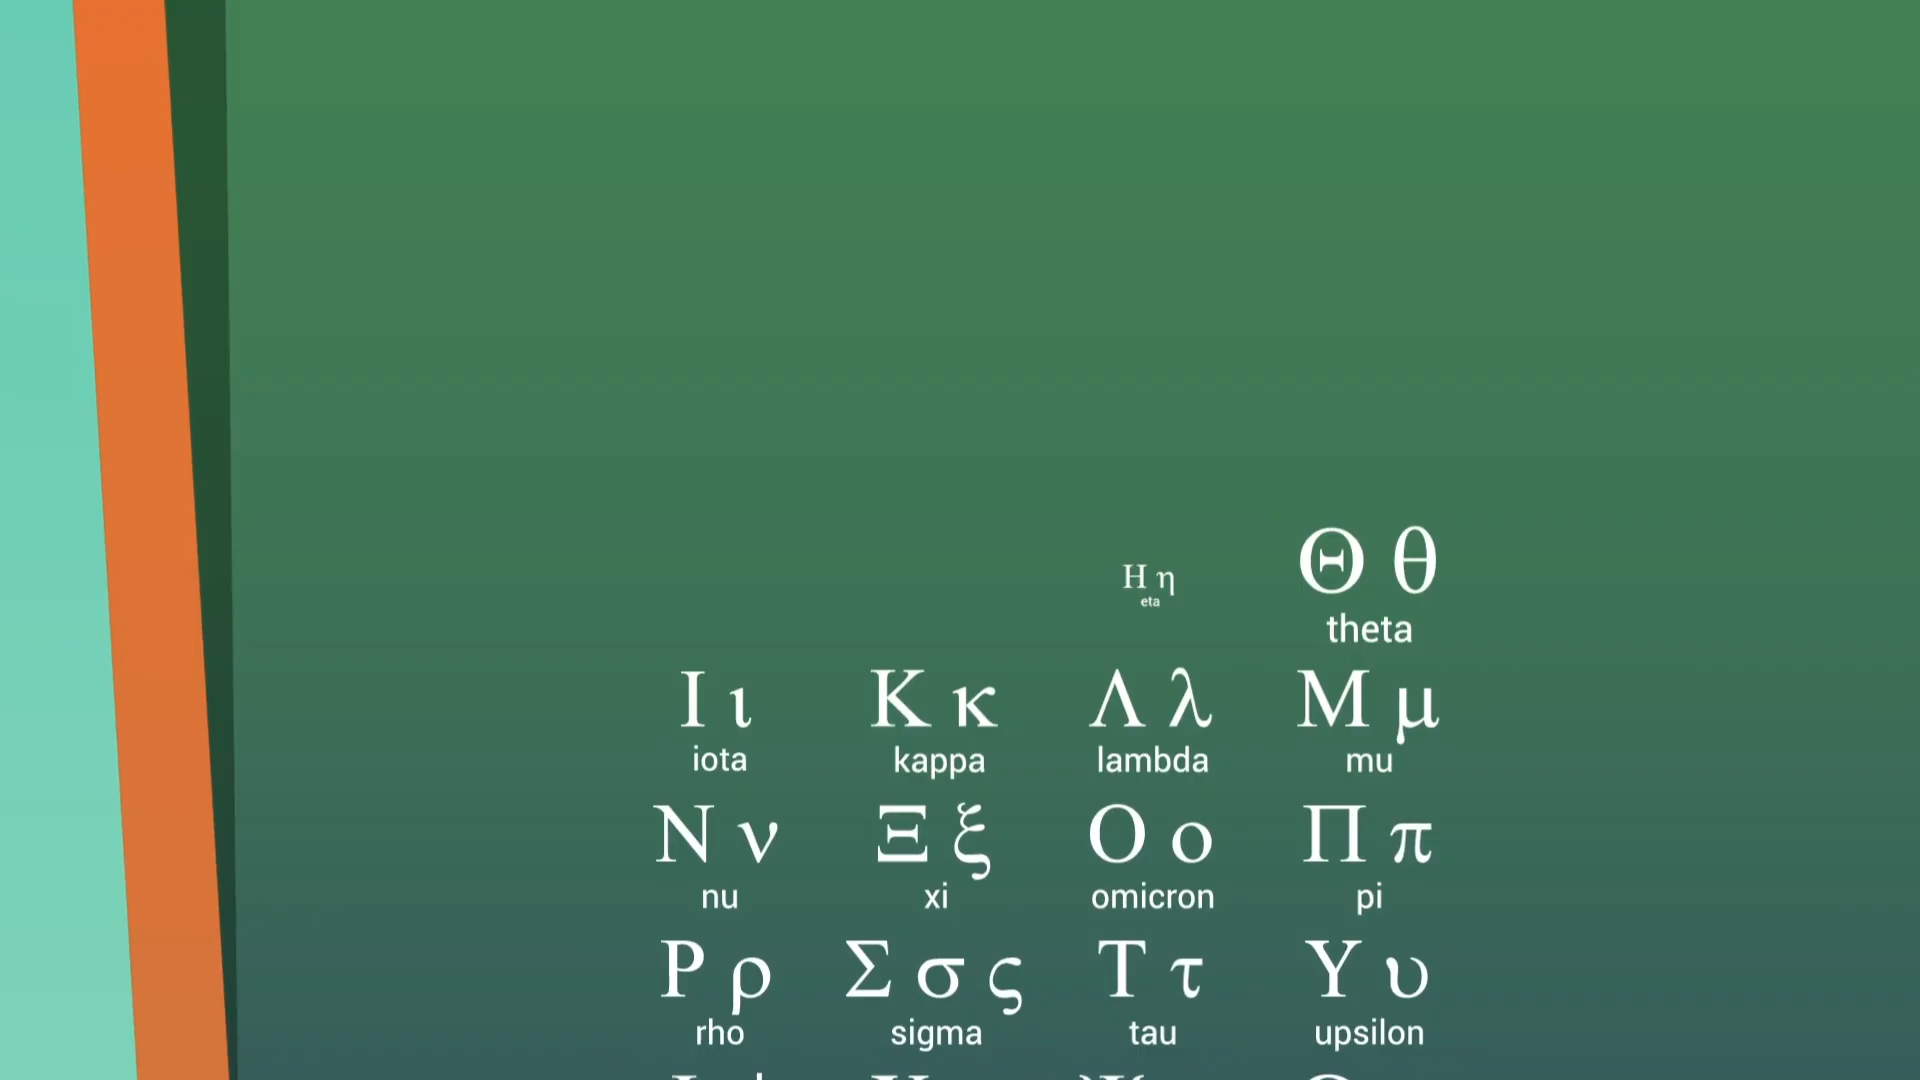 Η η Θ θ
eta theta
Ι ι Κ κ Λ λ Μ μ
iota kappa lambda mu
Ν ν Ξ ξ Ο ο Π π
nu xi omicron pi
Ρ ρ Σ σ ς Τ τ Υ υ
rho sigma tau upsilon